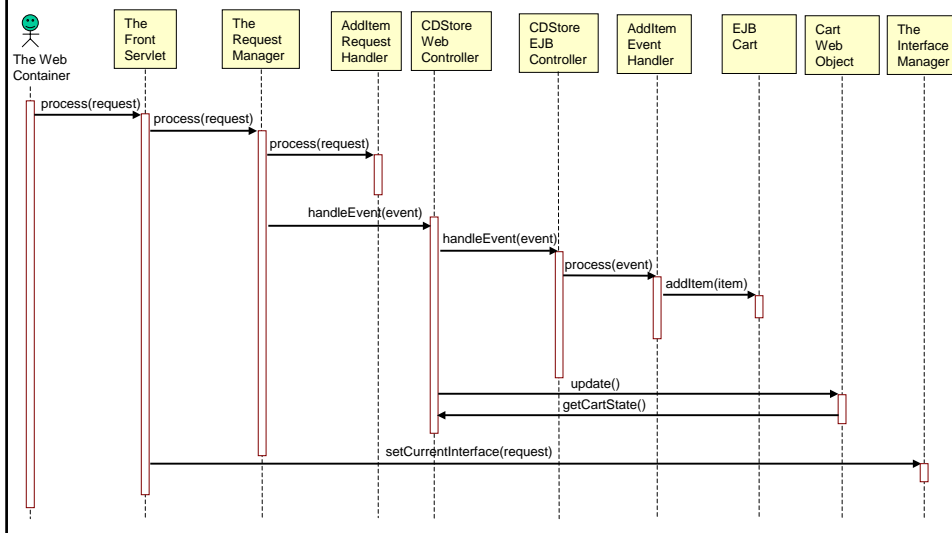 The Web
Container
The
Front
Servlet
The
Request
Manager
AddItem
Request
Handler
CDStore
Web
Controller
CDStore
EJB
Controller
AddItem
Event
Handler
EJB
Cart
Cart
Web
Object
The
Interface
Manager
process(request)
process(request)
process(request)
handleEvent(event)
handleEvent(event)
process(event)
addItem(item)
update()
getCartState()
setCurrentInterface(request)